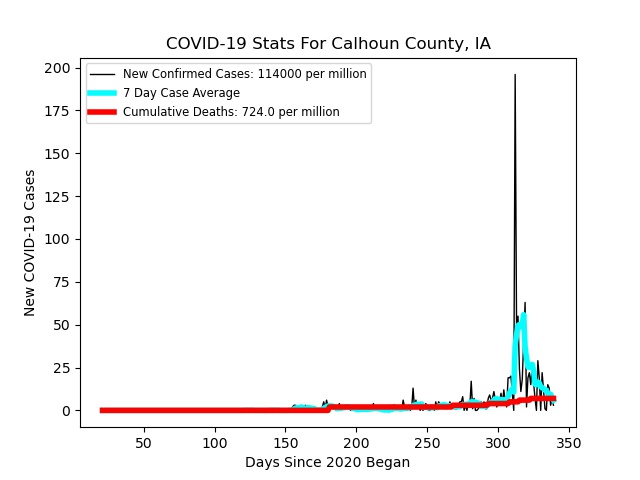 COVID-19 Stats For Calhoun County, IA
New Confirmed Cases: 114000 per million
7 Day Case Average
Cumulative Deaths: 724.0 per million
New COVID-19 Cases
200
175
150
125
100
75
50
25
0
50
100
150
200
250
300
350
Days Since 2020 Began